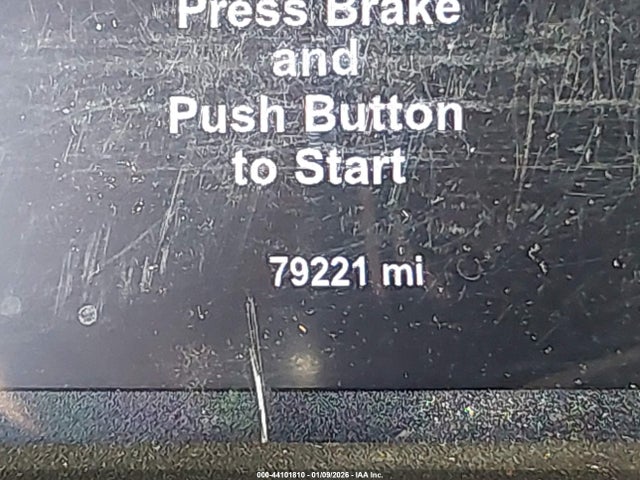 Press Brake
and
Push Button
to Start
79221 mi
000-44101810 - 01/09/2026 - IAA Inc.